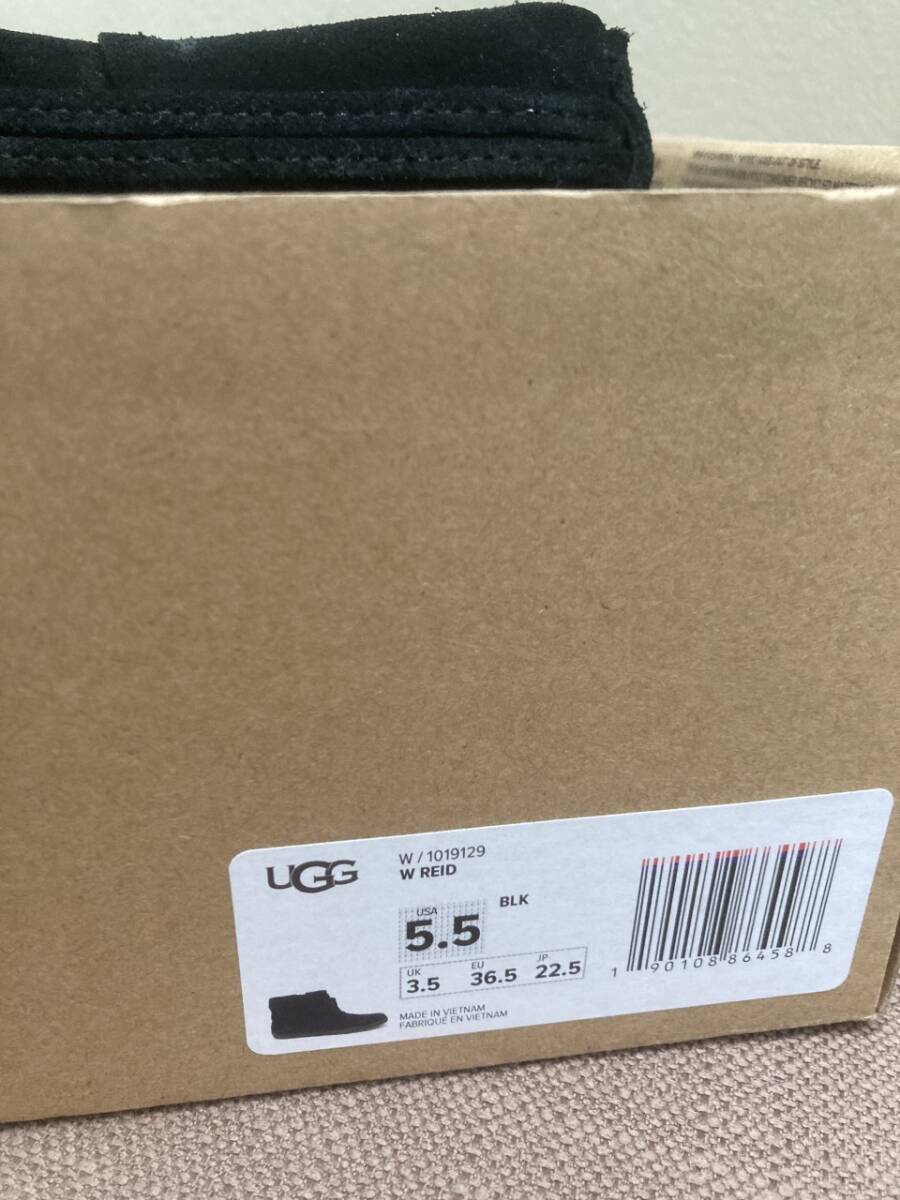 UGG
W / 1019129
W REID
BLK
USA
5.5
UK
3.5
EU
36.5
JP
22.5
MADE IN VIETNAM
FABRIQUÉ EN VIETNAM
1 90108 86458 8